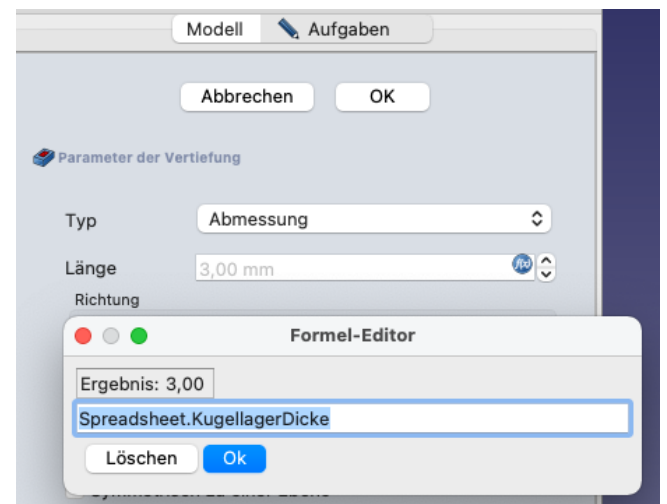 Modell Aufgaben
Abbrechen OK
Parameter der Vertiefung
Typ Abmessung
Länge 3,00 mm f(x)
Richtung
Formel-Editor
Ergebnis: 3,00
Spreadsheet.KugellagerDicke
Löschen Ok